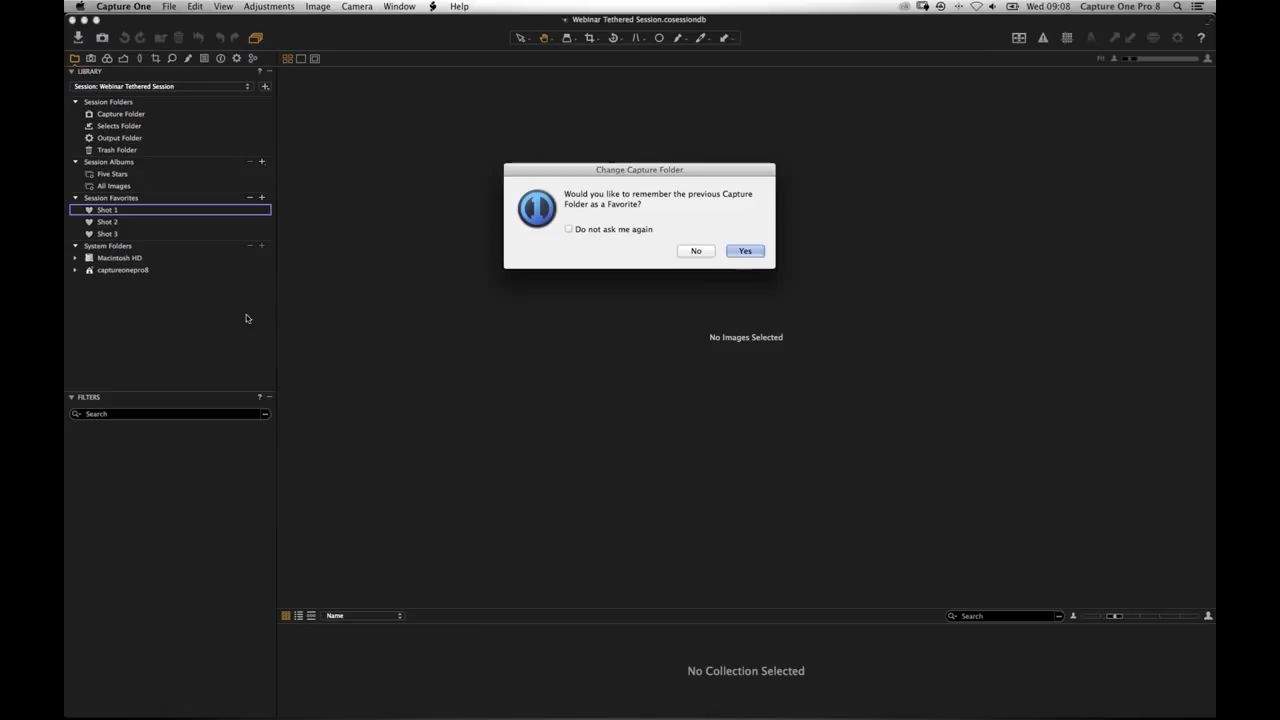 Capture One File Edit View Adjustments Image Camera Window Help Wed 09:08 Capture One Pro 8
Webinar Tethered Session.cosessiondb
LIBRARY ?
Fit
Session: Webinar Tethered Session
Session Folders
Capture Folder
Selects Folder
Output Folder
Trash Folder
Session Albums
Five Stars
All Images
Session Favorites
Shot 1
Shot 2
Shot 3
System Folders
Macintosh HD
captureonepro8
Change Capture Folder
Would you like to remember the previous Capture
Folder as a Favorite?
Do not ask me again
No Yes
No Images Selected
FILTERS ?
Search
Name Search
No Collection Selected